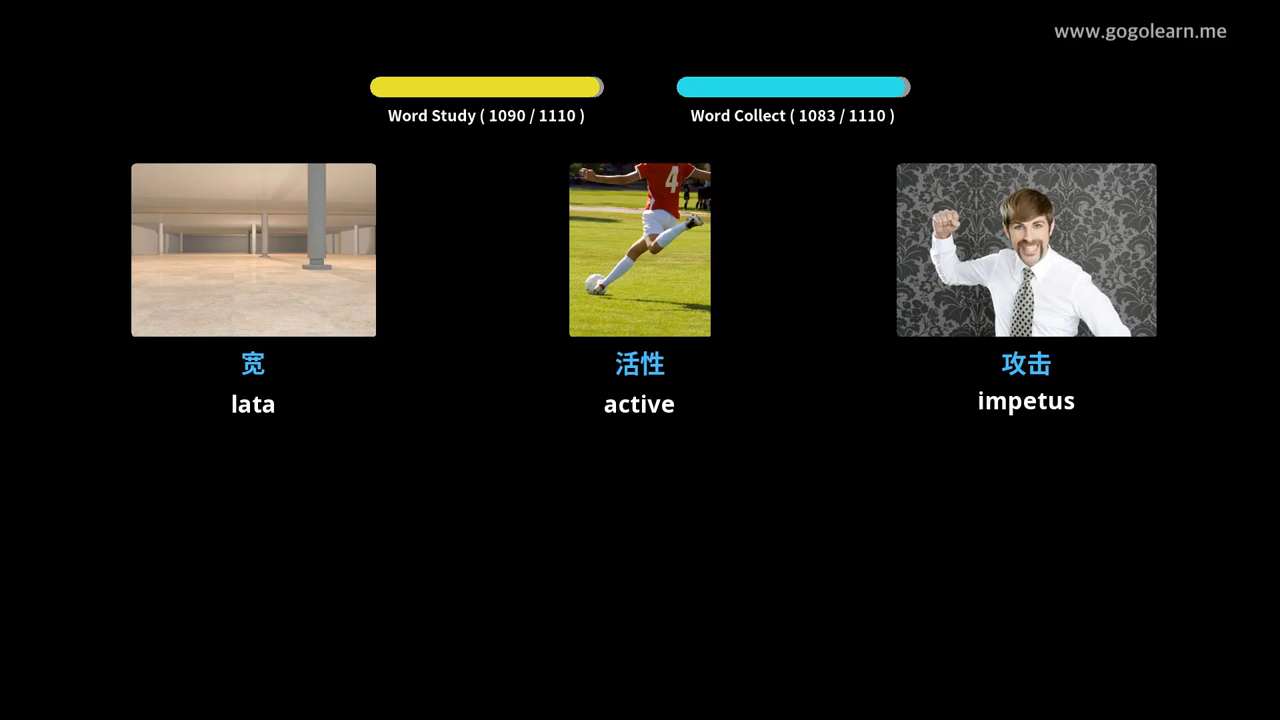 www.gogolearn.me
Word Study ( 1090 / 1110 )
Word Collect ( 1083 / 1110 )
4
宽
lata
活性
active
攻击
impetus